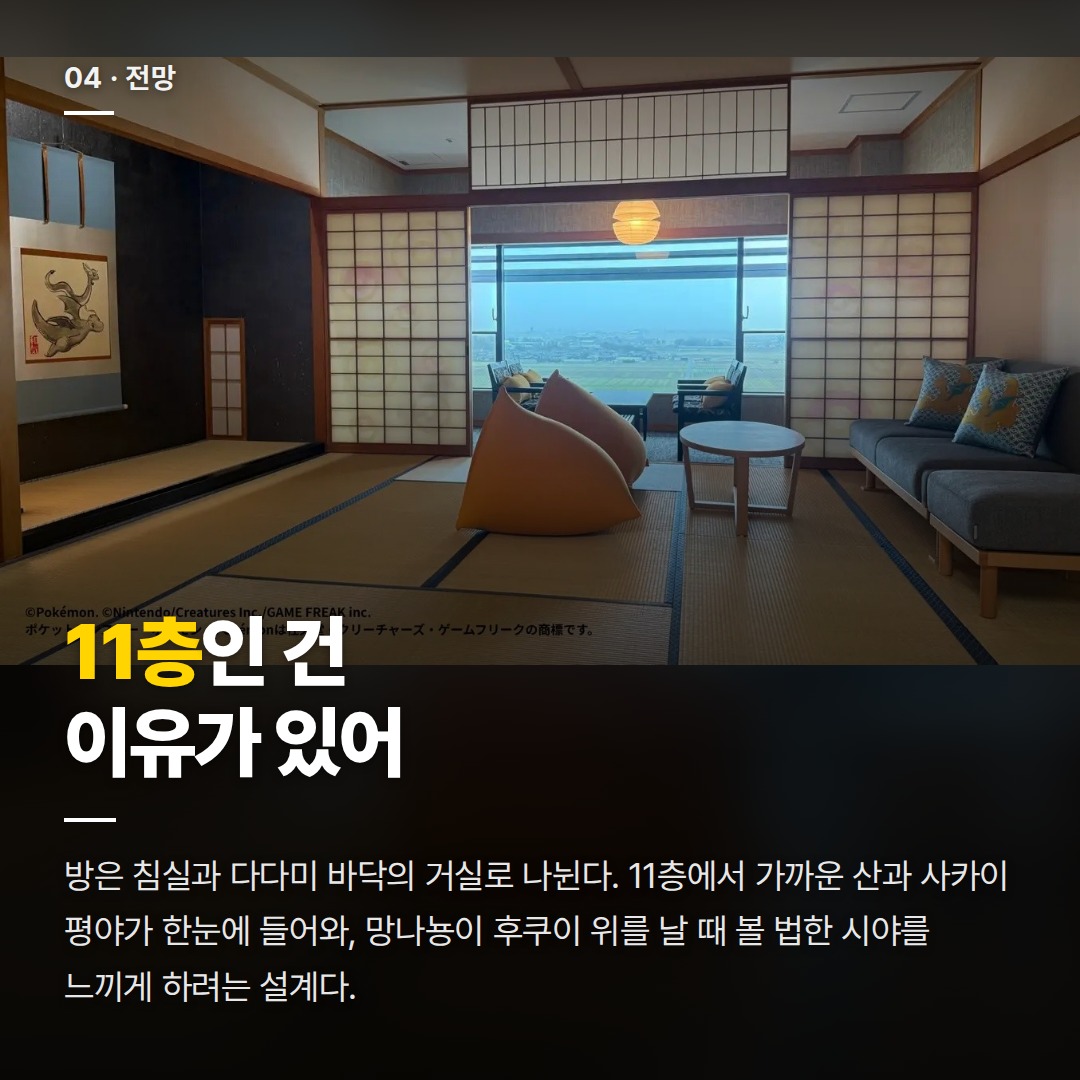 04 · 전망
©Pokémon. ©Nintendo/Creatures Inc./GAME FREAK inc.
ポケット
クリーチャーズ・ゲームフリークの商標です。
11층인 건
이유가 있어
방은 침실과 다다미 바닥의 거실로 나뉜다. 11층에서 가까운 산과 사카이
평야가 한눈에 들어와, 망나뇽이 후쿠이 위를 날 때 볼 법한 시야를
느끼게 하려는 설계다.